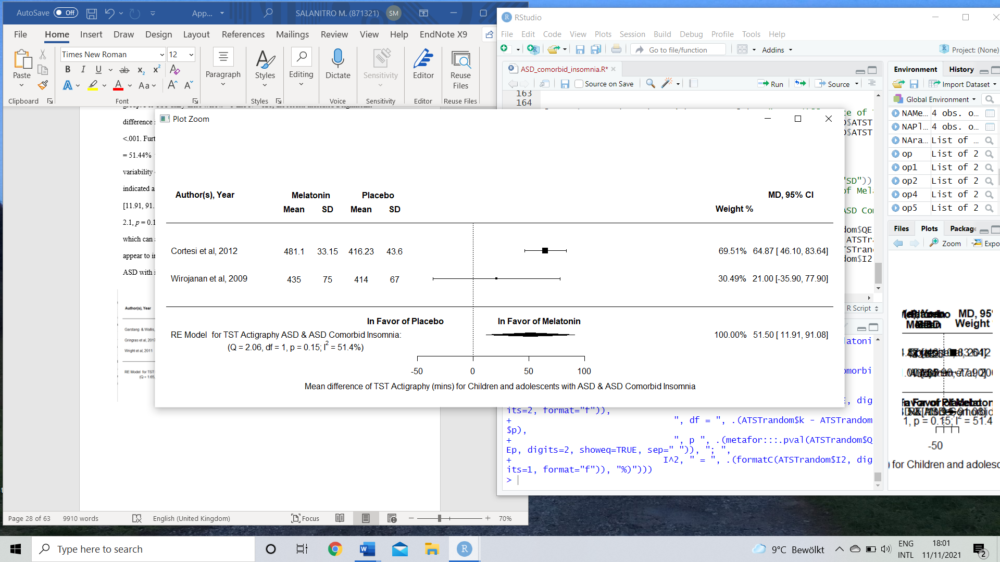 AutoSave Off App... SALANITRO M. (871321) SM
File Home Insert Draw Design Layout References Mailings Review View Help EndNote X9
Times New Roman 12
Paste Paragraph Styles Editing Dictate Sensitivity Editor Reuse Files
Clipboard Font Styles Voice Sensitivity Editor Reuse Files
difference
<.001. Furt
= 51.44%
variability
indicated a
[11.91, 91.
2.1, p = 0.1
which can
appear to ir
ASD with i
Author(s), Year
Garstang & Wallis,
Gringras et al, 2017
Wright et al, 2011
RE Model for TST
(Q = 1.65,
Page 28 of 63 9910 words English (United Kingdom) Focus 70%
Plot Zoom
Author(s), Year Melatonin Placebo MD, 95% CI
Mean SD Mean SD Weight %
Cortesi et al, 2012 481.1 33.15 416.23 43.6 69.51% 64.87 [ 46.10, 83.64]
Wirojanan et al, 2009 435 75 414 67 30.49% 21.00 [-35.90, 77.90]
In Favor of Placebo In Favor of Melatonin
RE Model for TST Actigraphy ASD & ASD Comorbid Insomnia: 100.00% 51.50 [ 11.91, 91.08]
(Q = 2.06, df = 1, p = 0.15; I2 = 51.4%)
-50 0 50 100
Mean difference of TST Actigraphy (mins) for Children and adolescents with ASD & ASD Comorbid Insomnia
RStudio
File Edit Code View Plots Session Build Debug Profile Tools Help
Go to file/function Addins Project: (None)
ASD_comorbid_insomnia.R*
Source on Save Run Source
163
164
$ATST
$ATST
"SD"))
of Mela
ASD Con
dom$QE
ATSTra
TSTran
dom$I2
R Script
latoni
omorbi
E, dig
its=2, format="f")),
+ ", df = ", .(ATSTrandom$k - ATSTrandom
$p),
+ ", p ", .(metafor:::.pval(ATSTrandom$Q
Ep, digits=2, showeq=TRUE, sep=" ")), "; ",
+ I^2, " = ", .(formatC(ATSTrandom$I2, dig
its=1, format="f")), "%)")))
>
Environment History
Import Dataset
Global Environment
NAMe... 4 obs. o...
NAPl... 4 obs. o...
NAra... List of ...
op List of 2
op1 List of 2
op2 List of 2
op4 List of 2
op5 List of 2
Files Plots Package
Zoom Expo
MD, 95
Weight
1, p = 0.15; I2 = 51.4
-50
) for Children and adolesc
Type here to search
9°C Bewölkt ENG INTL 18:01 11/11/2021 2